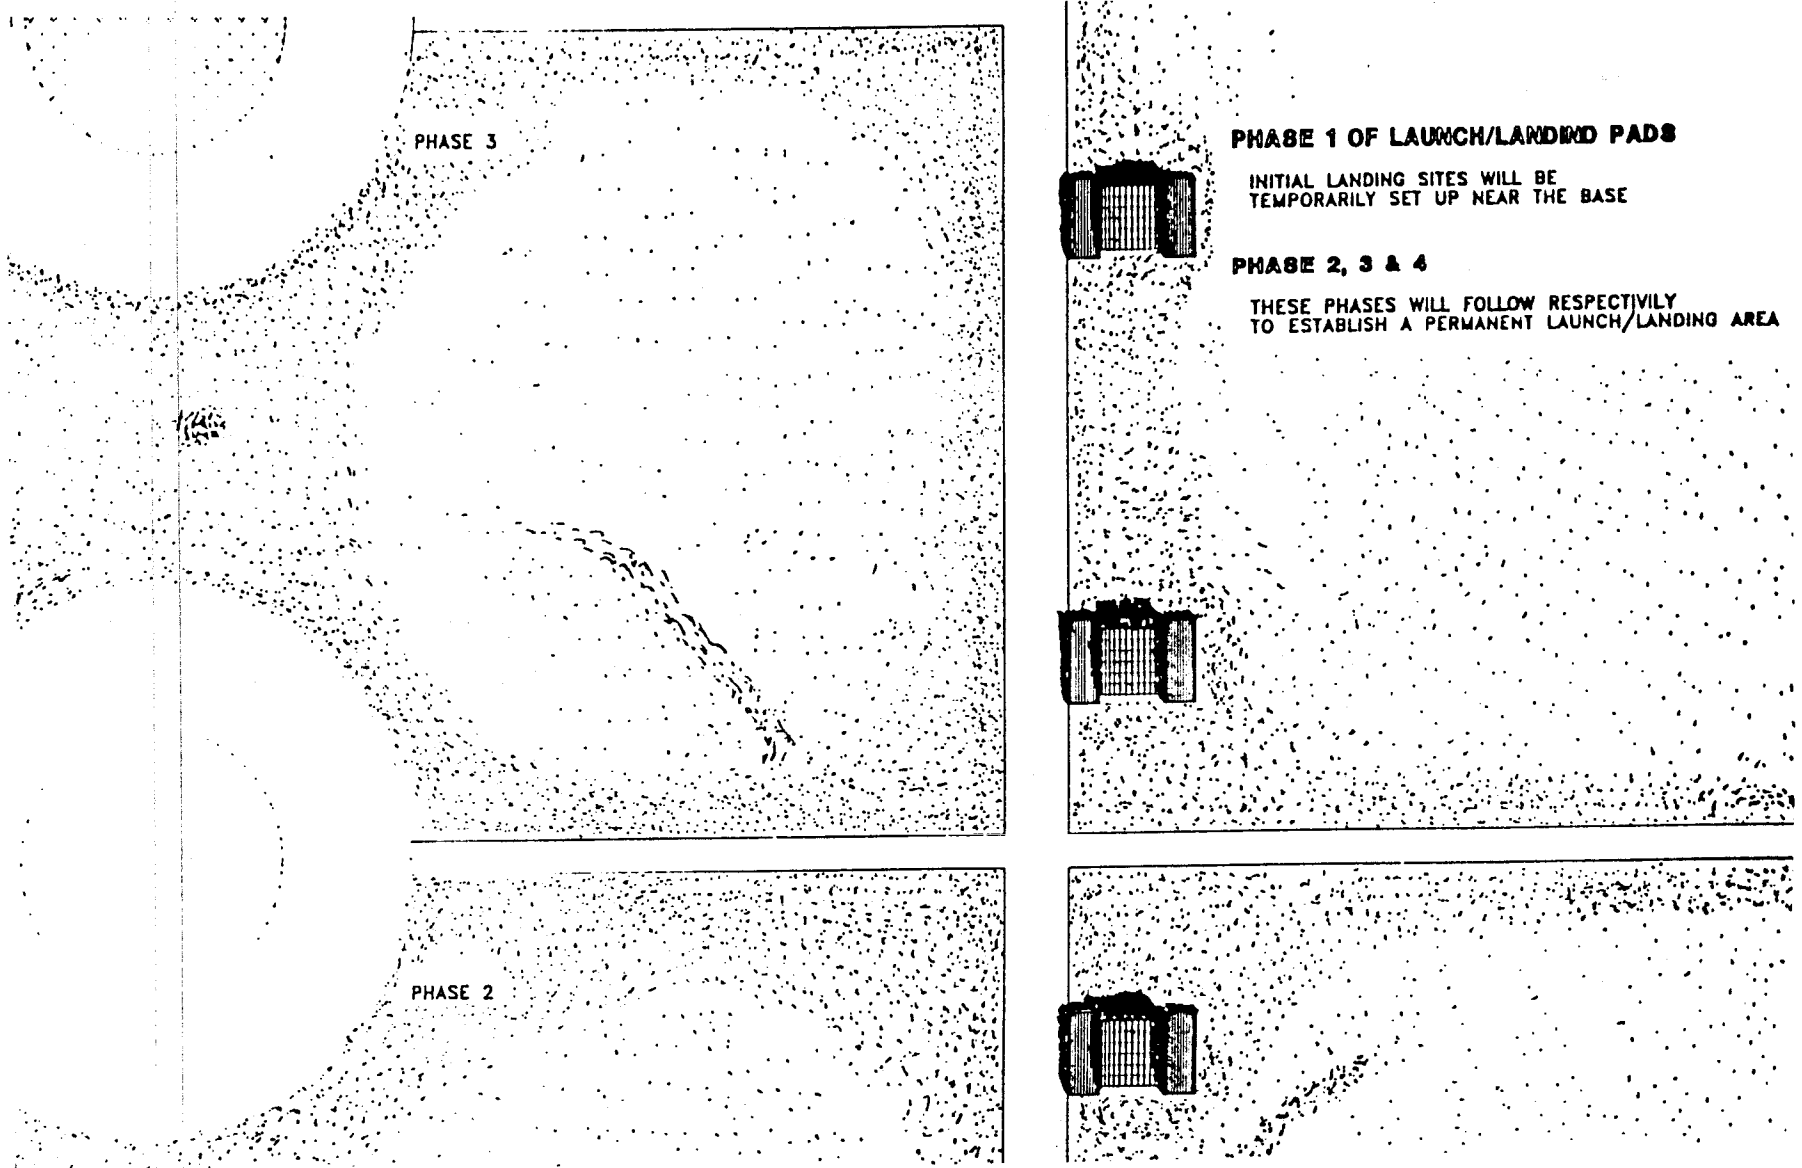 PHASE 3
PHASE 1 OF LAUNCH/LANDIND PADS
INITIAL LANDING SITES WILL BE
TEMPORARILY SET UP NEAR THE BASE
PHASE 2, 3 & 4
THESE PHASES WILL FOLLOW RESPECTIVILY
TO ESTABLISH A PERMANENT LAUNCH/LANDING AREA
PHASE 2